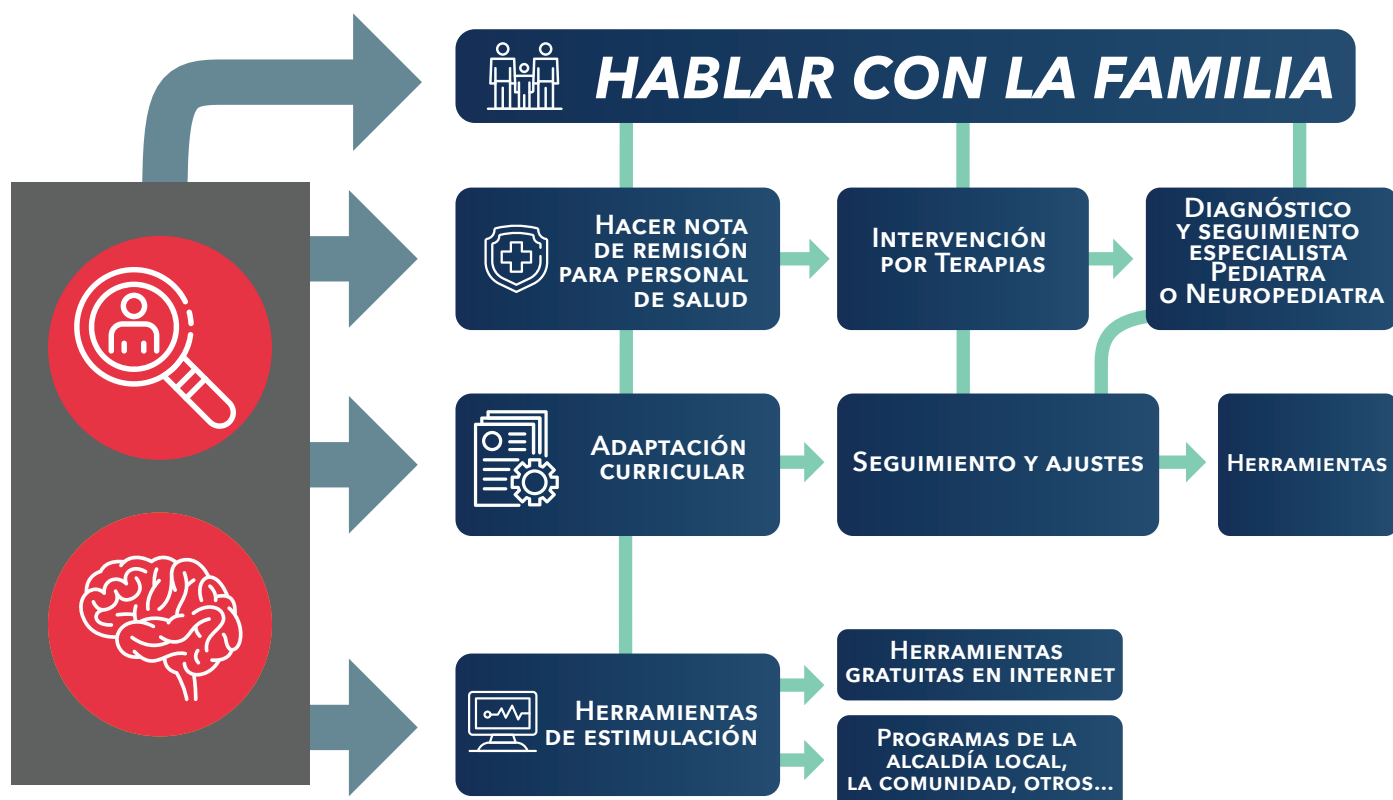 HABLAR CON LA FAMILIA
Hacer nota
de remisión
para personal
de salud
Intervención
por Terapias
Diagnóstico
y seguimiento
especialista
Pediatra
o Neuropediatra
Adaptación
curricular
Seguimiento y ajustes
Herramientas
Herramientas
de estimulación
Herramientas
gratuitas en internet
Programas de la
alcaldía local,
la comunidad, otros...